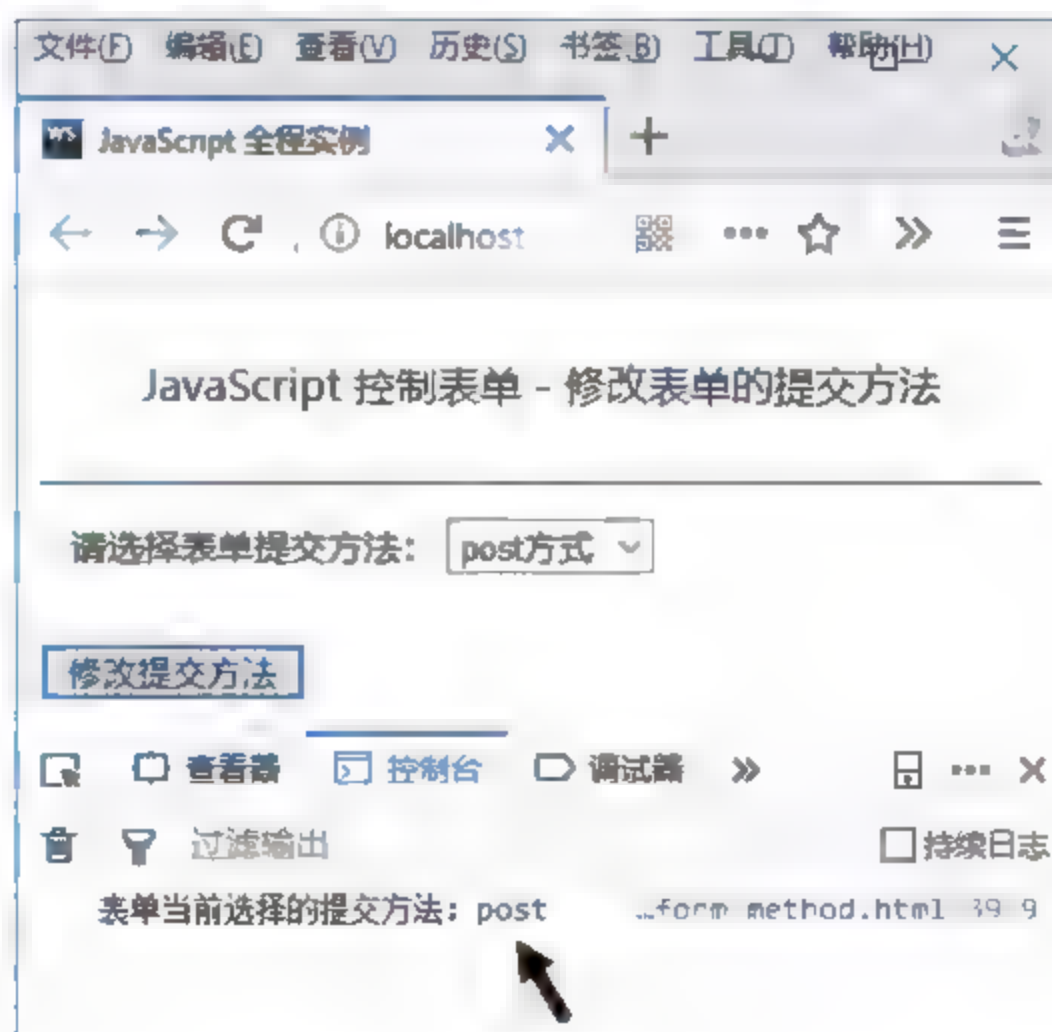 文件(F) 编辑(E) 查看(V) 历史(S) 书签(B) 工具(T) 帮助(H)
WS JavaScript 全程实例
localhost
JavaScript 控制表单 - 修改表单的提交方法
请选择表单提交方法： post方式
修改提交方法
查看器 控制台 调试器
过滤输出 持续日志
表单当前选择的提交方法：post …form method.html 39 9